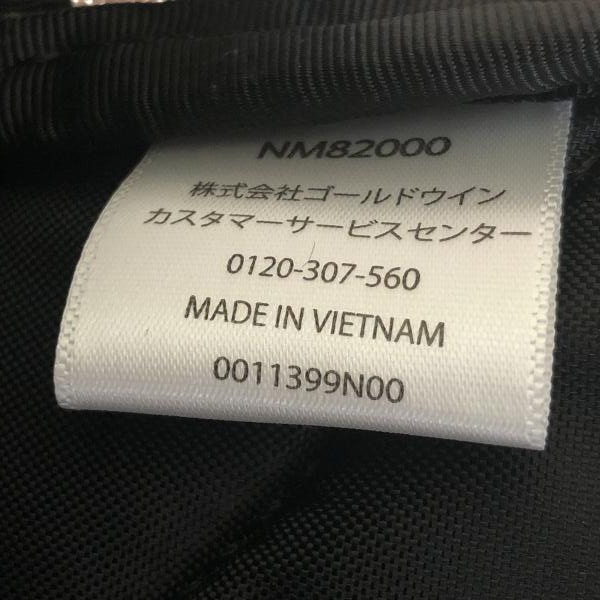 NM82000
株式会社ゴールドウイン
カスタマーサービスセンター
0120-307-560
MADE IN VIETNAM
0011399N00